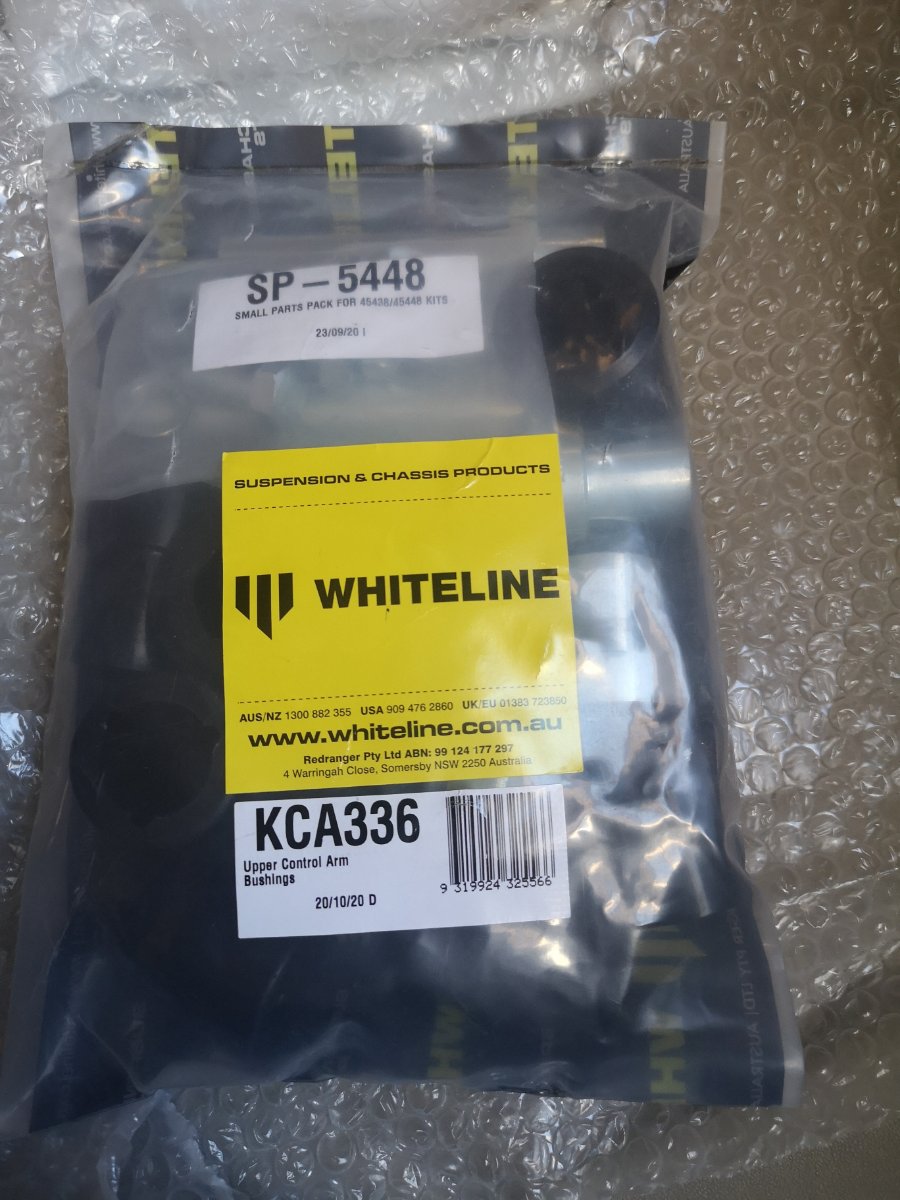 SP-5448
SMALL PARTS PACK FOR 45438/45448 KITS
23/09/20 I
SUSPENSION & CHASSIS PRODUCTS
WHITELINE
AUS/NZ 1300 882 355 USA 909 476 2860 UK/EU 01383 723850
www.whiteline.com.au
Redranger Pty Ltd ABN: 99 124 177 297
4 Warringah Close, Somersby NSW 2250 Australia
KCA336
Upper Control Arm
Bushings
20/10/20 D
9 319924 325566